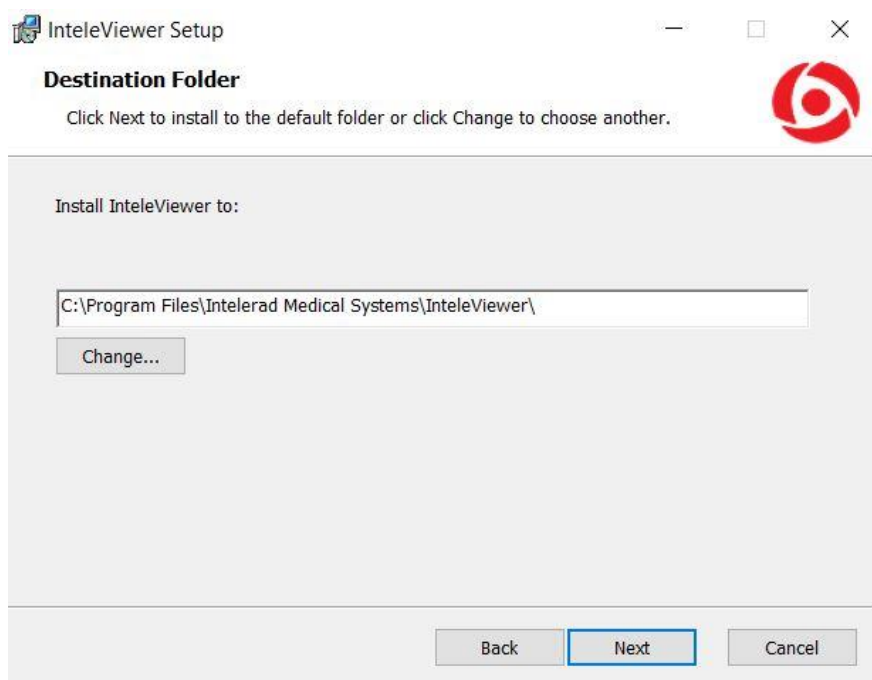 InteleViewer Setup
Destination Folder
Click Next to install to the default folder or click Change to choose another.
Install InteleViewer to:
C:\Program Files\Intelerad Medical Systems\InteleViewer\
Change...
Back Next Cancel